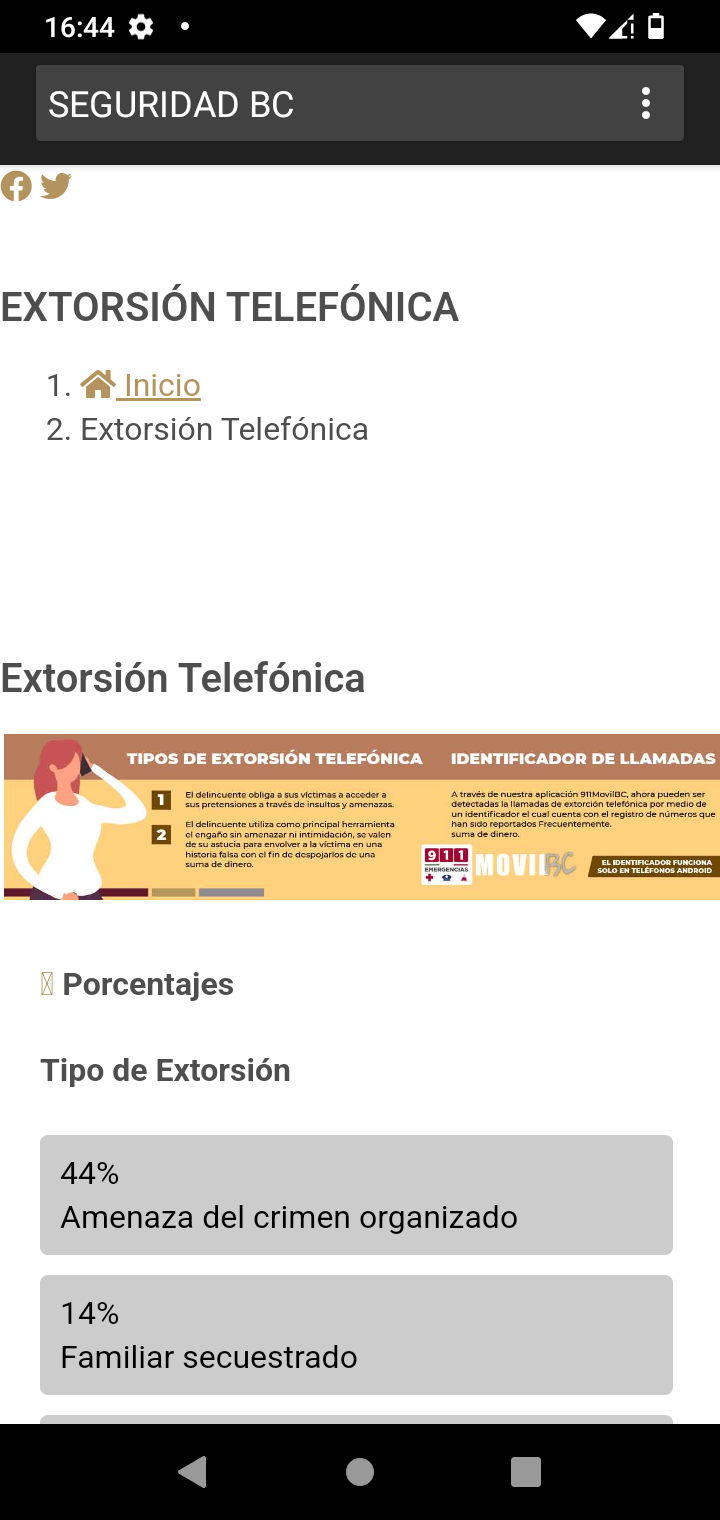 16:44
SEGURIDAD BC
EXTORSIÓN TELEFÓNICA
1. Inicio
2. Extorsión Telefónica
Extorsión Telefónica
TIPOS DE EXTORSIÓN TELEFÓNICA
1
El delincuente obliga a sus víctimas a acceder a
sus pretensiones a través de insultos y amenazas.
2
El delincuente utiliza como principal herramienta
el engaño sin amenazar ni intimidación, se valen
de su astucia para envolver a la víctima en una
historia falsa con el fin de despojarlos de una
suma de dinero.
IDENTIFICADOR DE LLAMADAS
A través de nuestra aplicación 911MovilBC, ahora pueden ser
detectadas la llamadas de extorción telefónica por medio de
un identificador el cual cuenta con el registro de números que
han sido reportados Frecuentemente.
suma de dinero.
911
EMERGENCIAS
MOVIL BC
EL IDENTIFICADOR FUNCIONA
SOLO EN TELÉFONOS ANDROID
Porcentajes
Tipo de Extorsión
44%
Amenaza del crimen organizado
14%
Familiar secuestrado